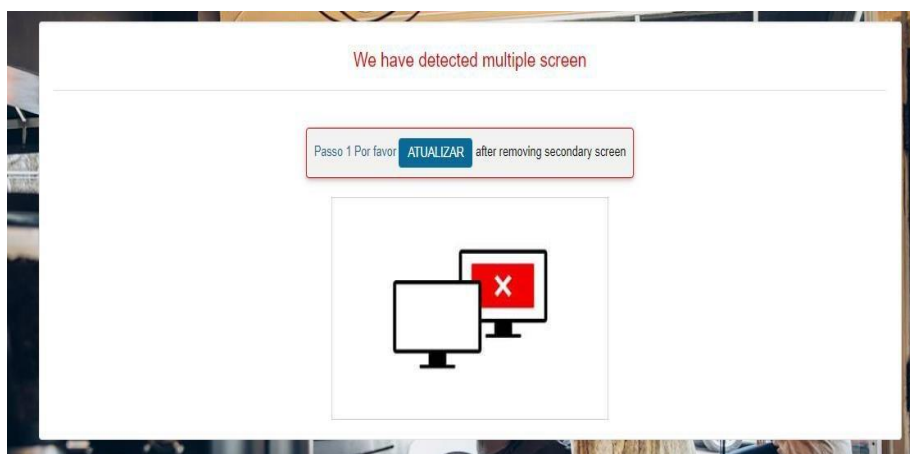 We have detected multiple screen
Passo 1 Por favor ATUALIZAR after removing secondary screen